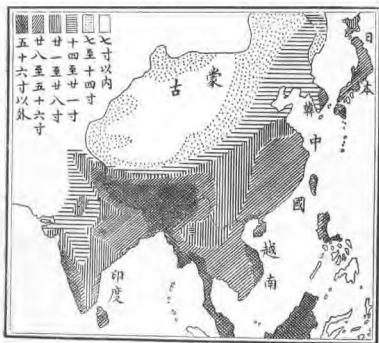 七寸以内
七至十四寸
十四至廿一寸
廿一至廿八寸
廿八至五十六寸
五十六寸以外
日本
蒙古
韓
中國
越南
印度